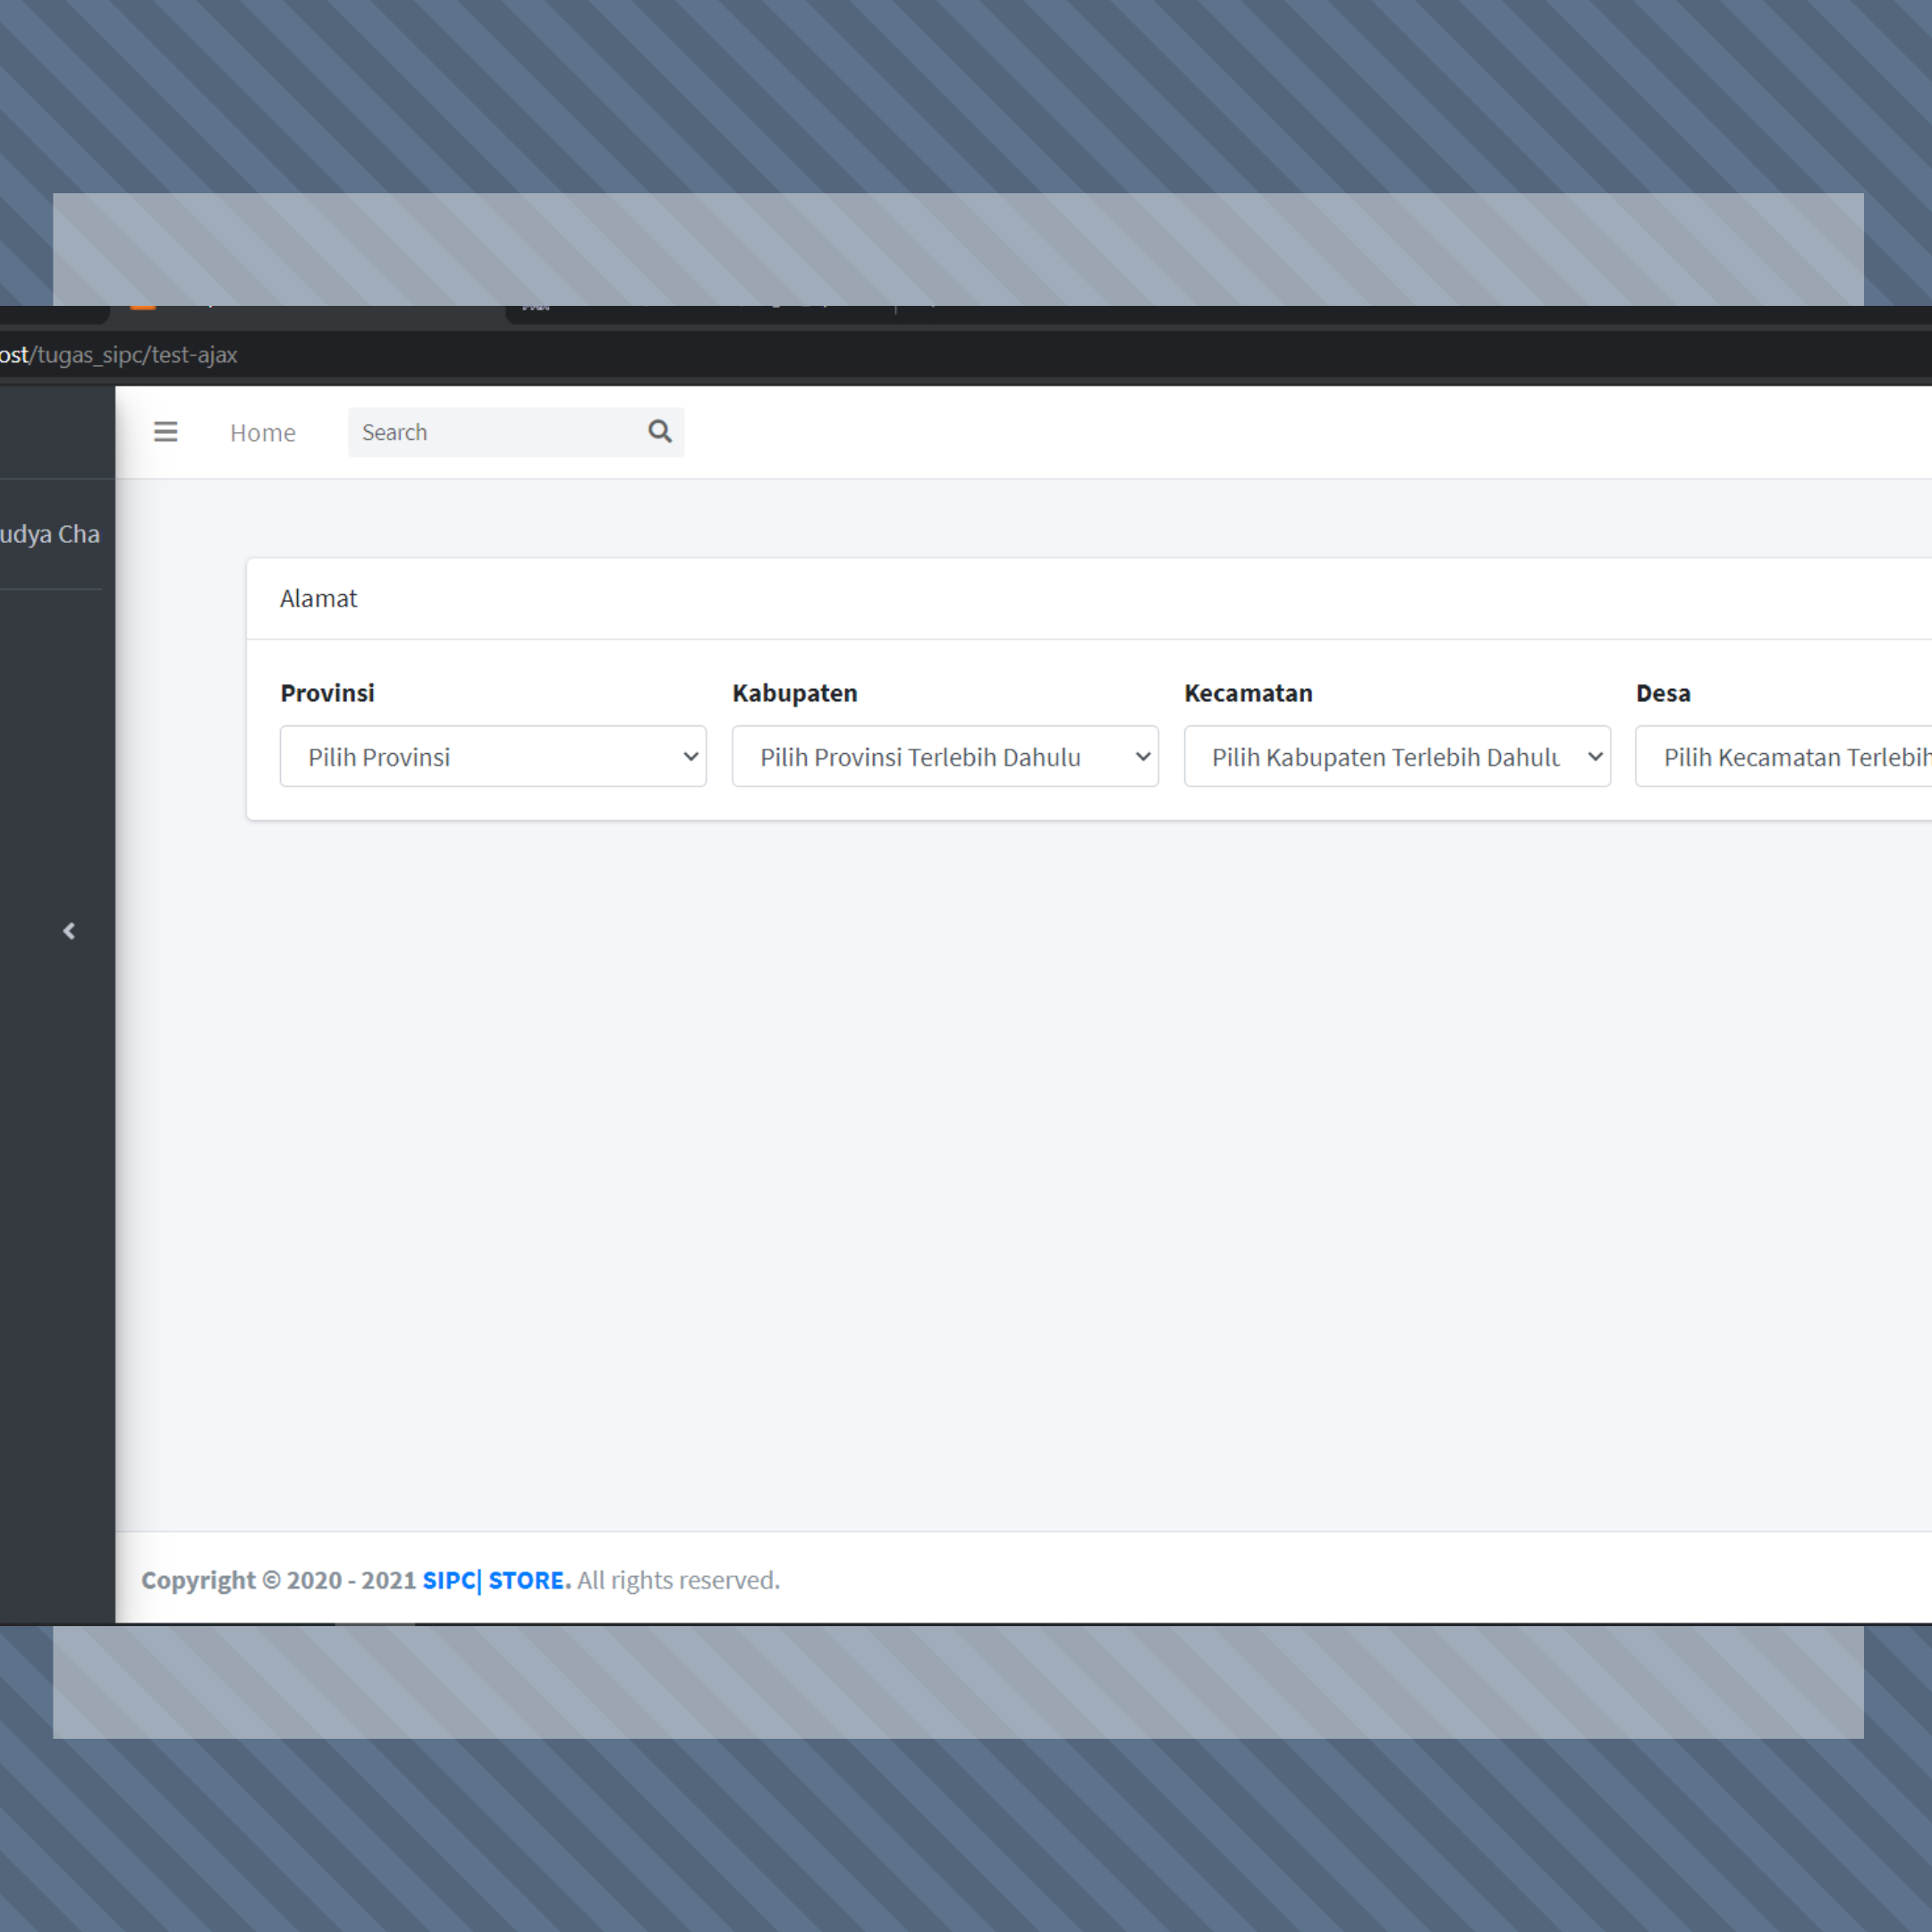 ost/tugas_sipc/test-ajax
Home
Search
udya Cha
Alamat
Provinsi
Kabupaten
Kecamatan
Desa
Pilih Provinsi
Pilih Provinsi Terlebih Dahulu
Pilih Kabupaten Terlebih Dahulu
Pilih Kecamatan Terlebih
Copyright © 2020 - 2021 SIPC| STORE. All rights reserved.